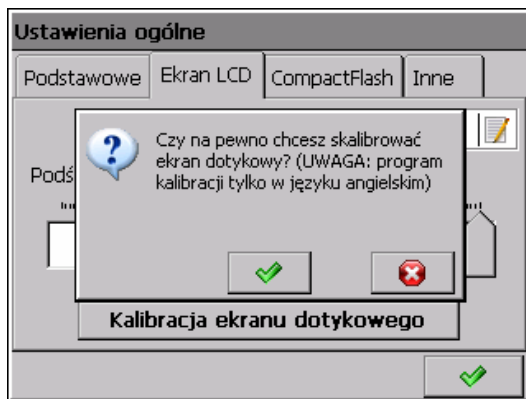 Ustawienia ogólne
Podstawowe Ekran LCD CompactFlash Inne
Czy na pewno chcesz skalibrować
ekran dotykowy? (UWAGA: program
kalibracji tylko w języku angielskim)
Kalibracja ekranu dotykowego